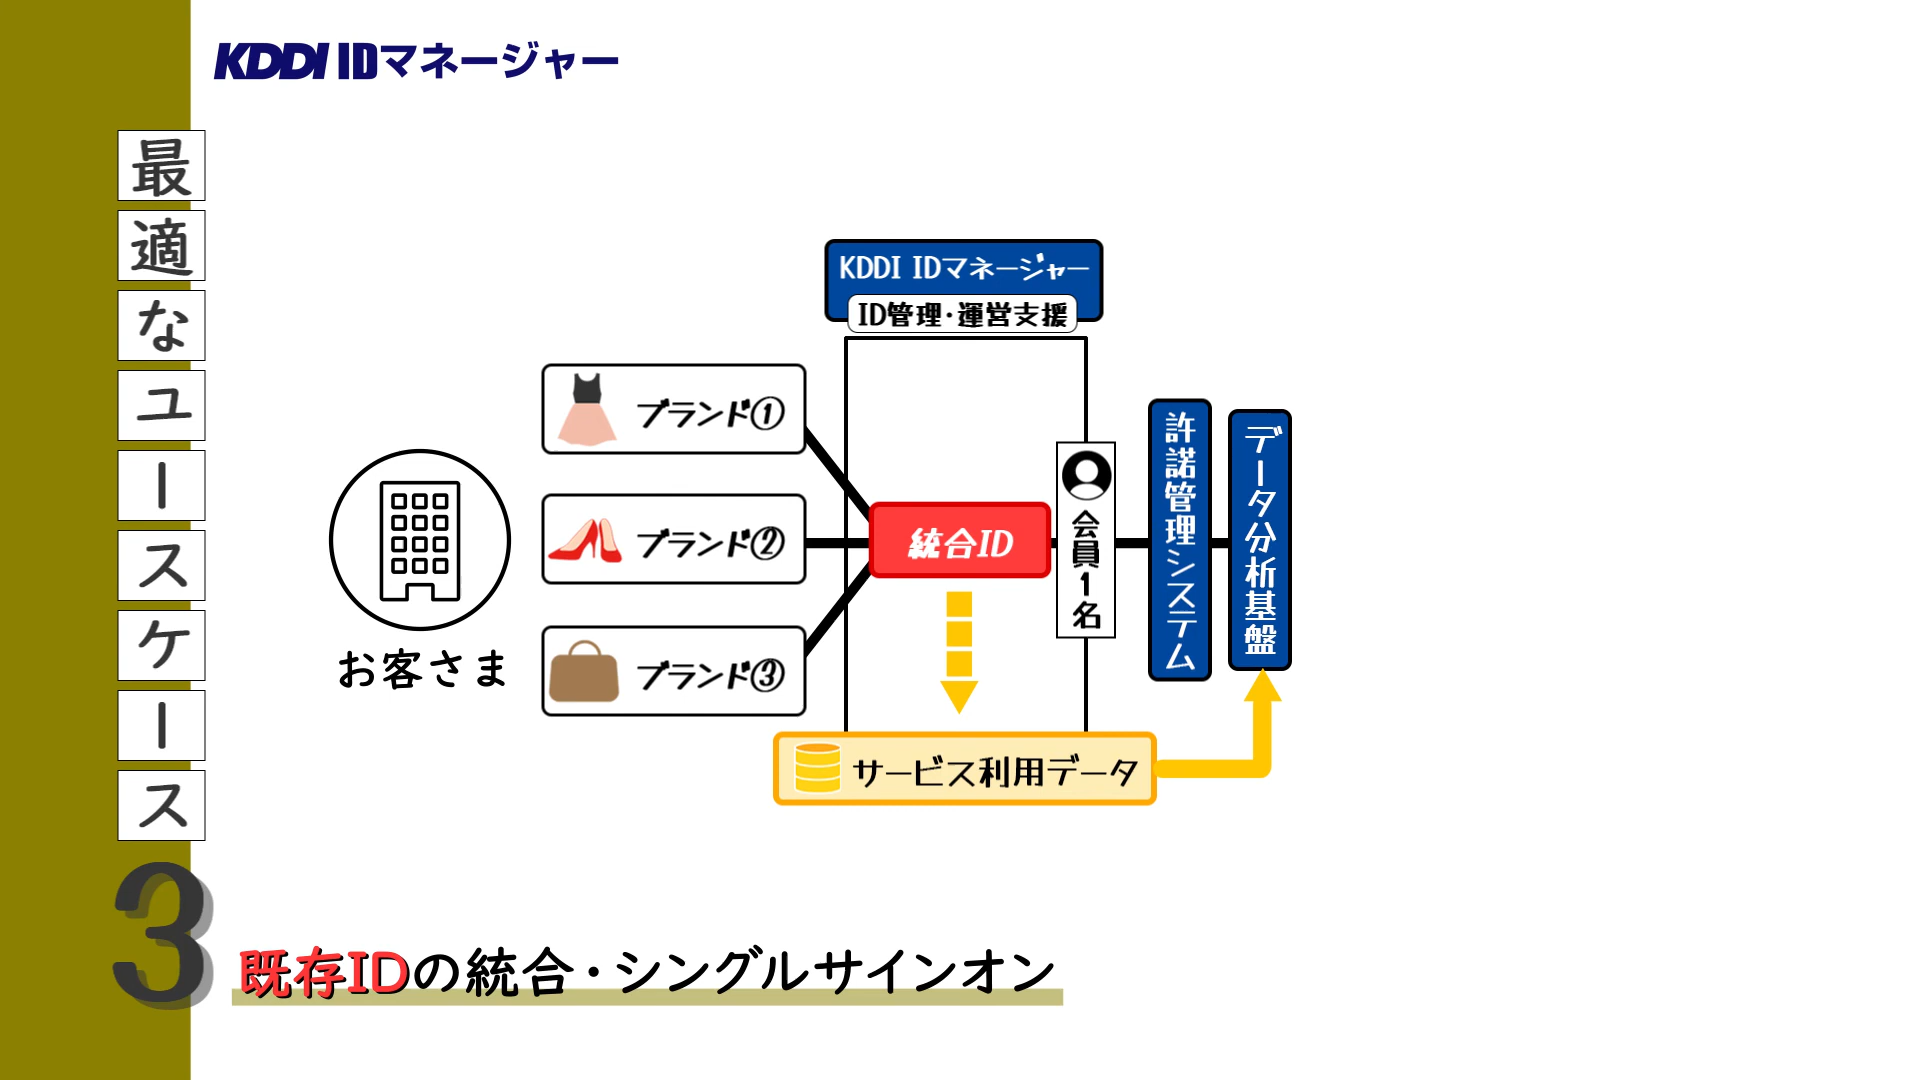 KDDI IDマネージャー
最適なユースケース
3
KDDI IDマネージャー
ID管理・運営支援
ブランド①
ブランド②
ブランド③
お客さま
統合ID
会員1名
許諾管理システム
データ分析基盤
サービス利用データ
既存IDの統合・シングルサインオン